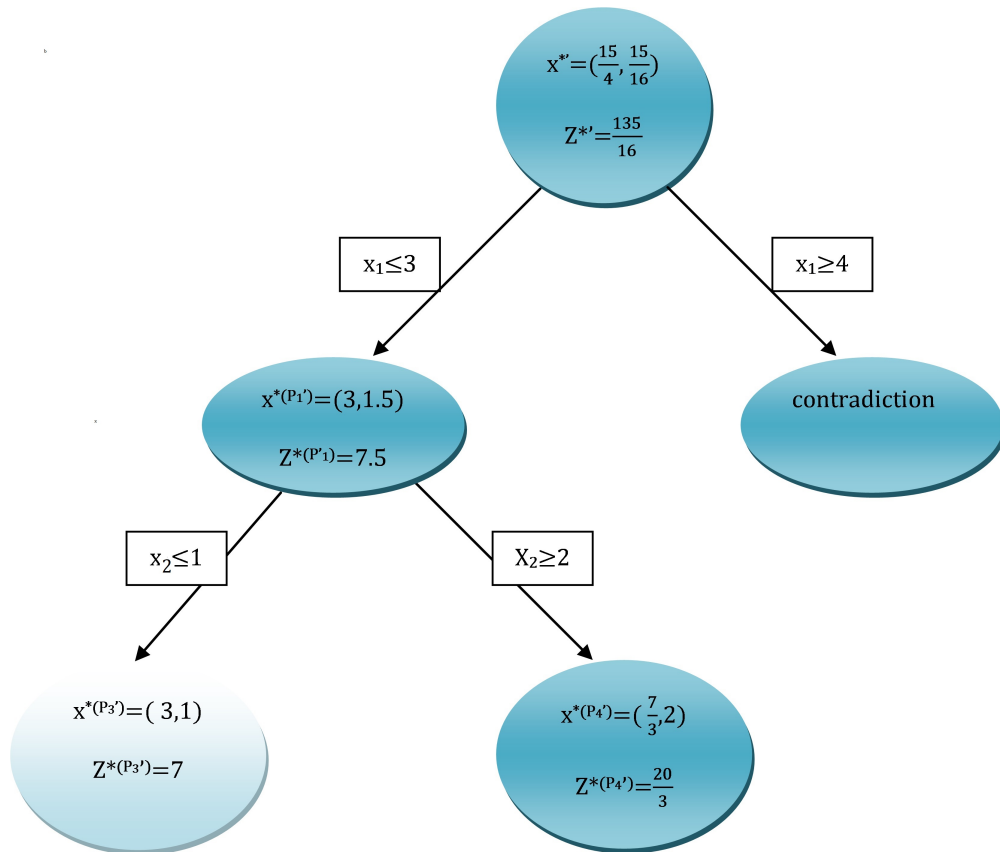 x*'=(15/4, 15/16)
Z*'=135/16
x₁≤3
x₁≥4
x*(P₁')=(3,1.5)
Z*(P'₁)=7.5
contradiction
x₂≤1
X₂≥2
x*(P₃')=( 3,1)
Z*(P₃')=7
x*(P₄')=( 7/3,2)
Z*(P₄')=20/3